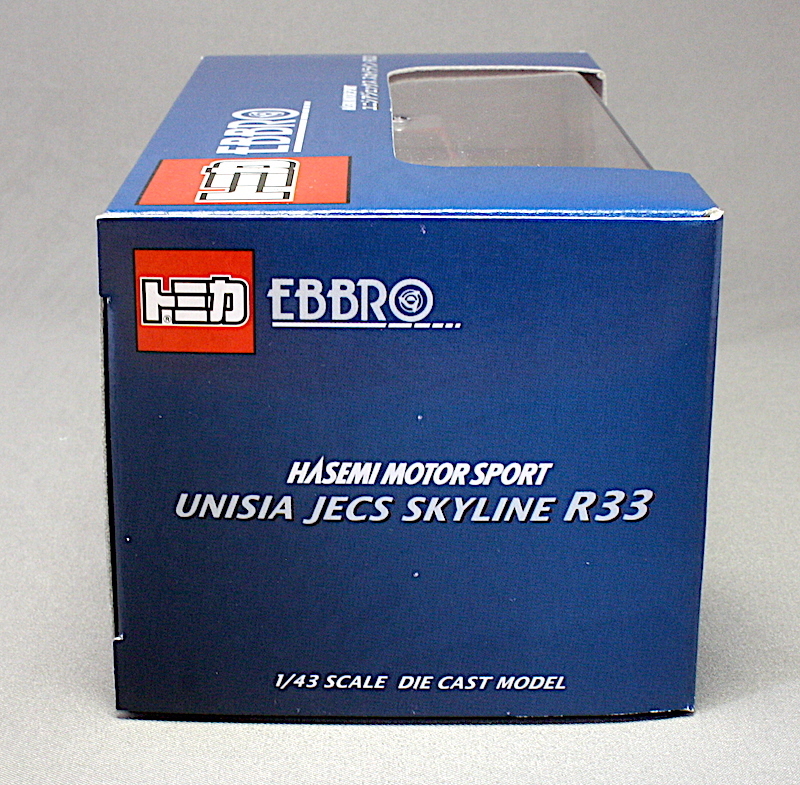 EBBRO
トミカ
トミカ®
EBBRO
HASEMI MOTOR SPORT
UNISIA JECS SKYLINE R33
1/43 SCALE DIE CAST MODEL